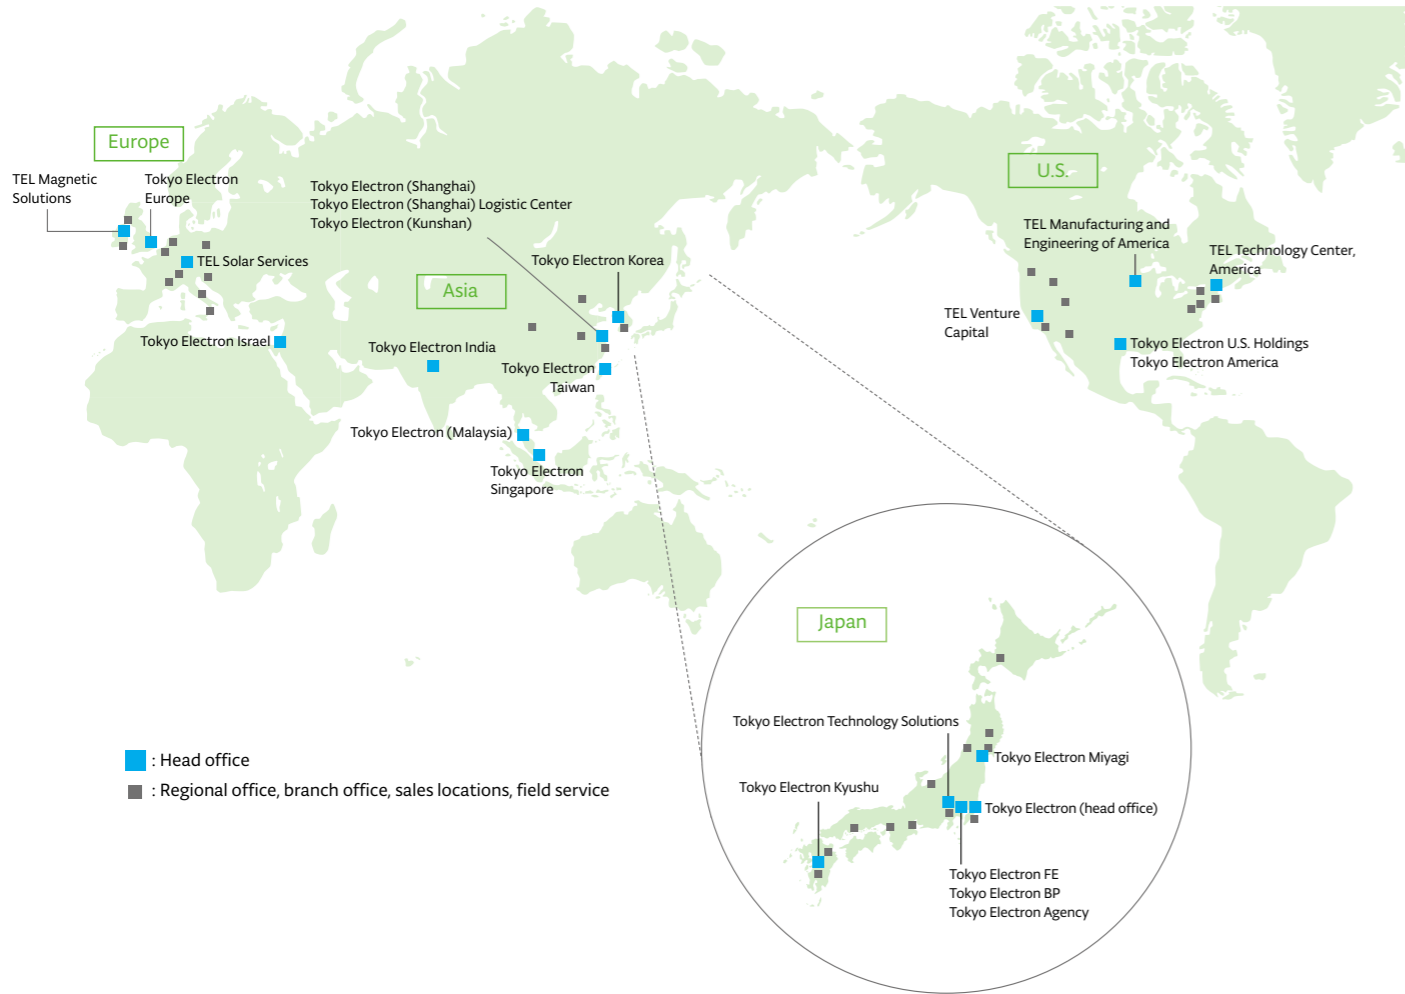 Europe
TEL Magnetic
Solutions
Tokyo Electron
Europe
TEL Solar Services
Tokyo Electron Israel
Tokyo Electron (Shanghai)
Tokyo Electron (Shanghai) Logistic Center
Tokyo Electron (Kunshan)
Tokyo Electron Korea
Asia
Tokyo Electron India
Tokyo Electron
Taiwan
Tokyo Electron (Malaysia)
Tokyo Electron
Singapore
U.S.
TEL Manufacturing and
Engineering of America
TEL Technology Center,
America
TEL Venture
Capital
Tokyo Electron U.S. Holdings
Tokyo Electron America
Japan
Tokyo Electron Technology Solutions
Tokyo Electron Miyagi
Tokyo Electron Kyushu
Tokyo Electron (head office)
Tokyo Electron FE
Tokyo Electron BP
Tokyo Electron Agency
: Head office
: Regional office, branch office, sales locations, field service